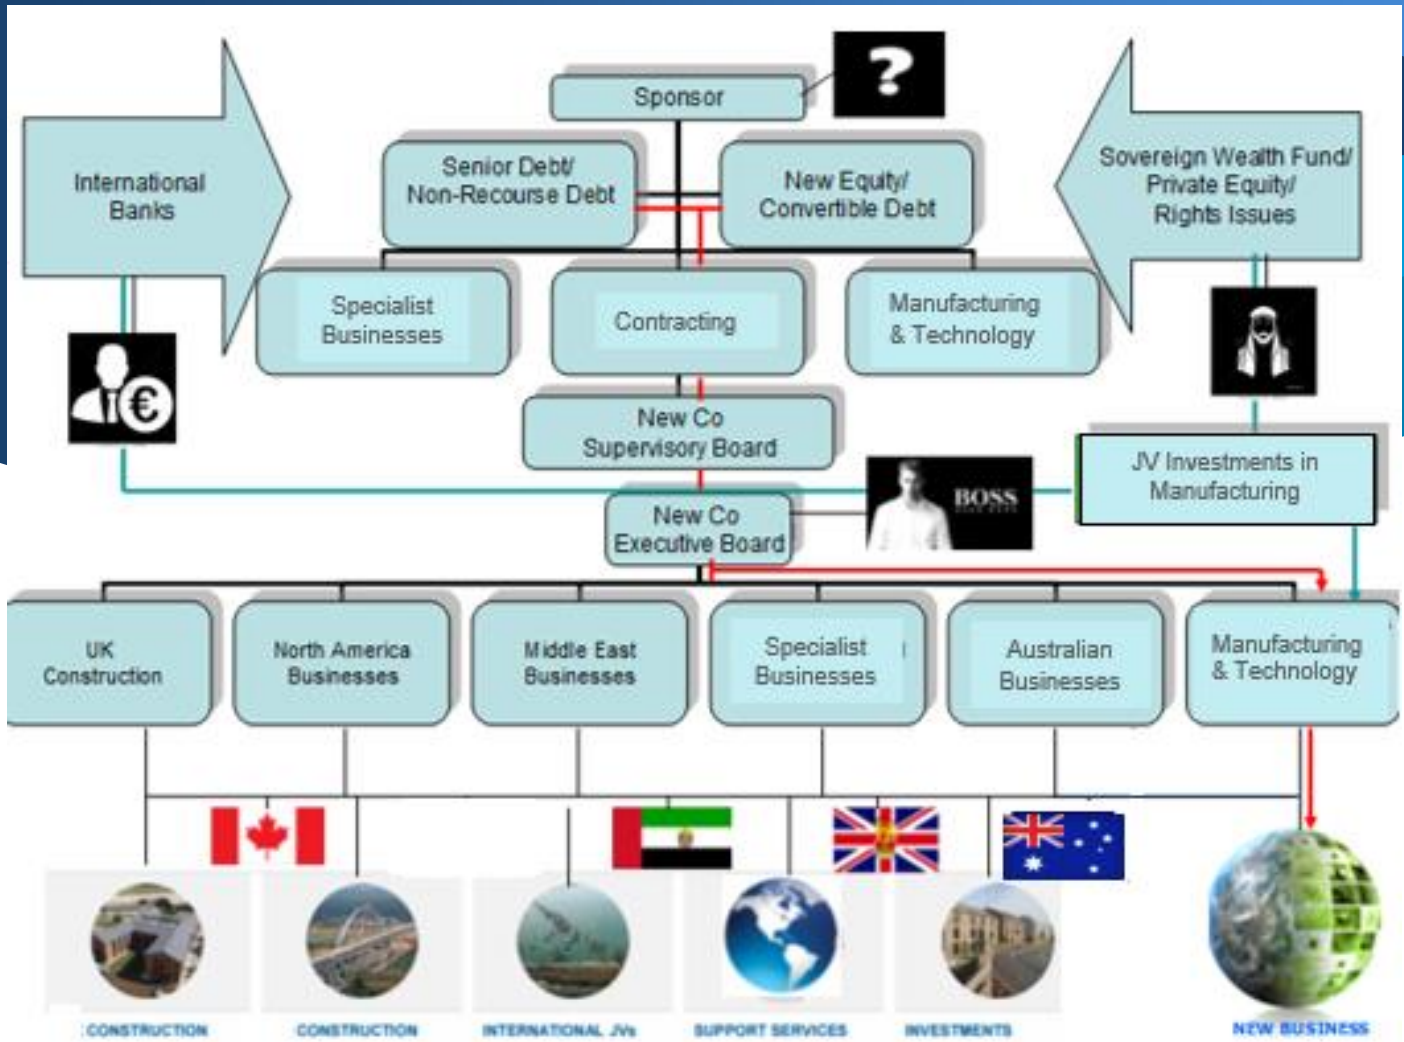 ?
Sponsor
International
Banks
Senior Debt/
Non-Recourse Debt
New Equity/
Convertible Debt
Sovereign Wealth Fund/
Private Equity/
Rights Issues
Specialist
Businesses
Contracting
Manufacturing
& Technology
€
New Co
Supervisory Board
JV Investments in
Manufacturing
BOSS
New Co
Executive Board
UK
Construction
North America
Businesses
Middle East
Businesses
Specialist
Businesses
Australian
Businesses
Manufacturing
& Technology
CONSTRUCTION
CONSTRUCTION
INTERNATIONAL JVs
SUPPORT SERVICES
INVESTMENTS
NEW BUSINESS